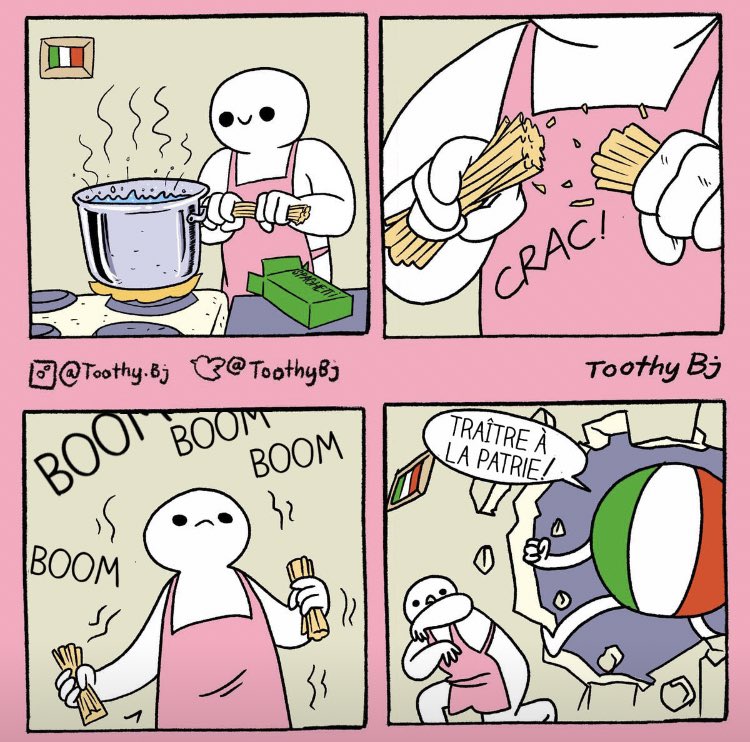 SPAGHETTI
CRAC!
@Toothy.Bj
@ToothyBj
Toothy Bj
BOOM
BOOM
BOOM
BOOM
TRAÎTRE À
LA PATRIE!